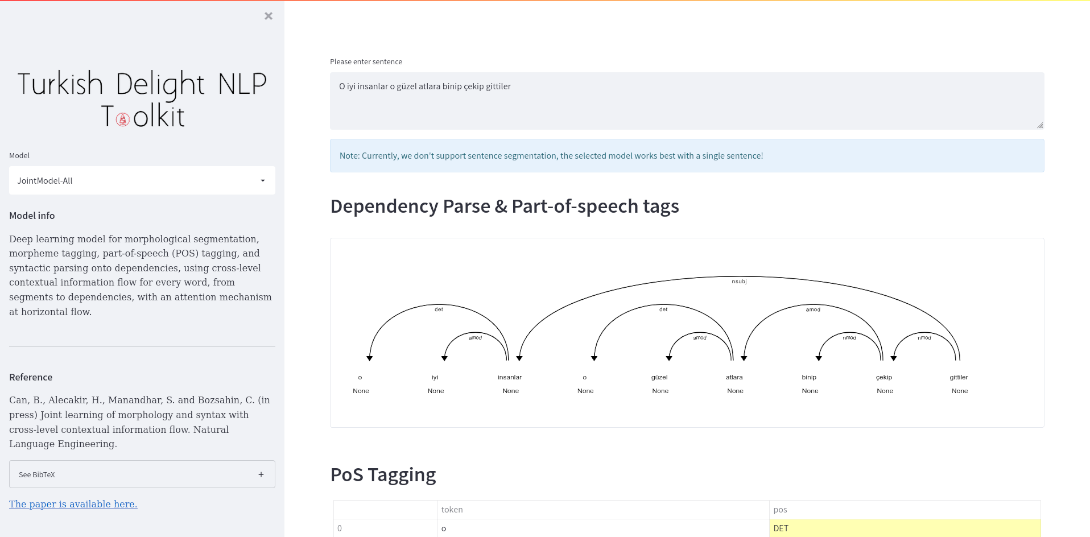 ×
Turkish Delight NLP
Toolkit
Model
JointModel-All
Model info
Deep learning model for morphological segmentation,
morpheme tagging, part-of-speech (POS) tagging, and
syntactic parsing onto dependencies, using cross-level
contextual information flow for every word, from
segments to dependencies, with an attention mechanism
at horizontal flow.
Reference
Can, B., Alecakir, H., Manandhar, S. and Bozsahin, C. (in
press) Joint learning of morphology and syntax with
cross-level contextual information flow. Natural
Language Engineering.
See BibTeX +
The paper is available here.
Please enter sentence
O iyi insanlar o güzel atlara binip çekip gittiler
Note: Currently, we don't support sentence segmentation, the selected model works best with a single sentence!
Dependency Parse & Part-of-speech tags
nsubj
det det amod
amod amod nmod nmod
o iyi insanlar o güzel atlara binip çekip gittiler
None None None None None None None None None
PoS Tagging
token pos
0 o DET